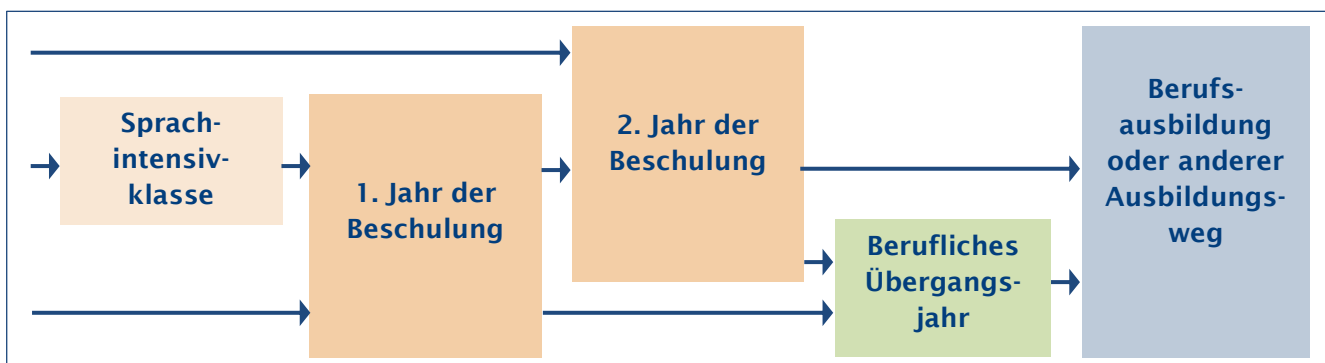 Sprach-
intensiv-
klasse
1. Jahr der
Beschulung
2. Jahr der
Beschulung
Berufliches
Übergangs-
jahr
Berufs-
ausbildung
oder anderer
Ausbildungs-
weg